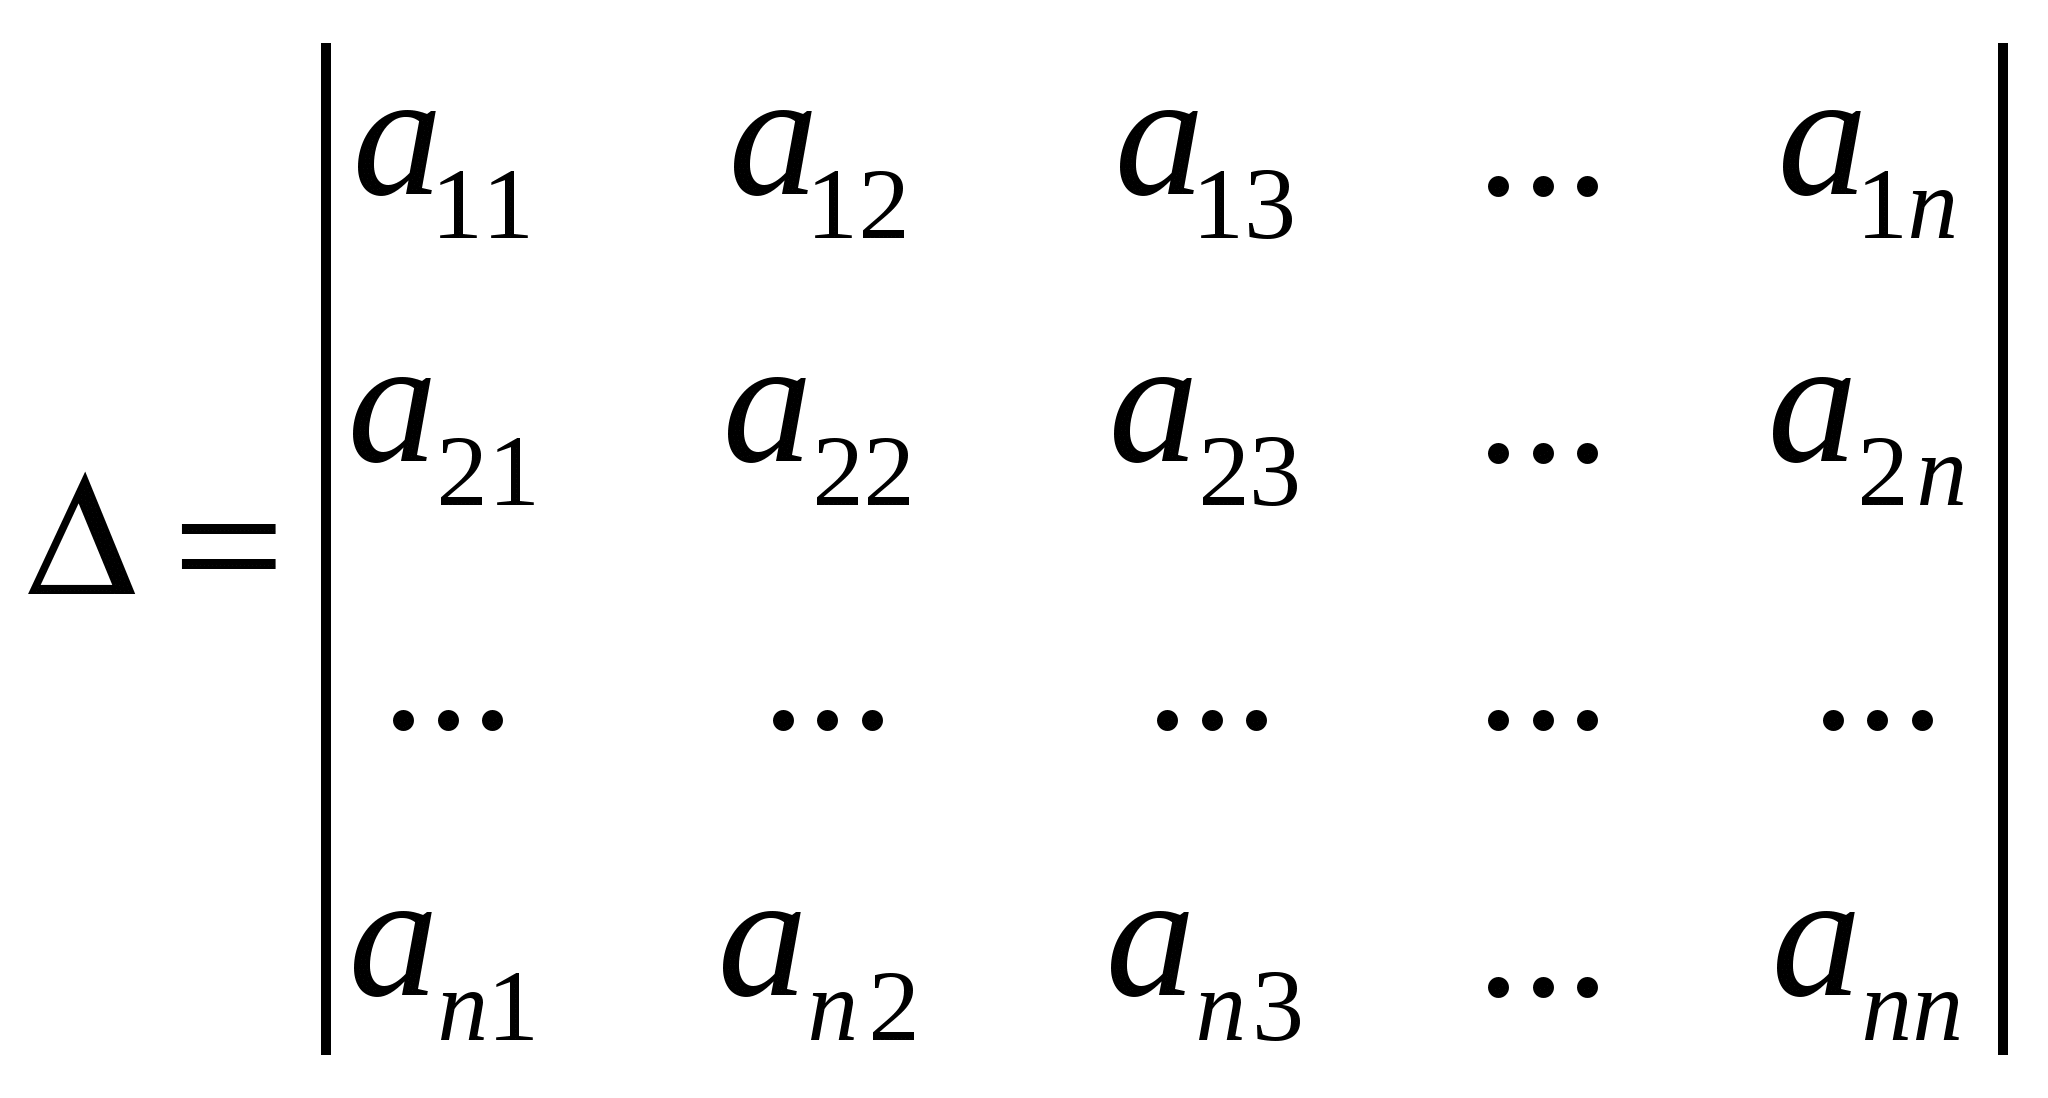 a₁₁ a₁₂ a₁₃ ... a₁ₙ
a₂₁ a₂₂ a₂₃ ... a₂ₙ
Δ =
... ... ... ... ...
aₙ₁ aₙ₂ aₙ₃ ... aₙₙ